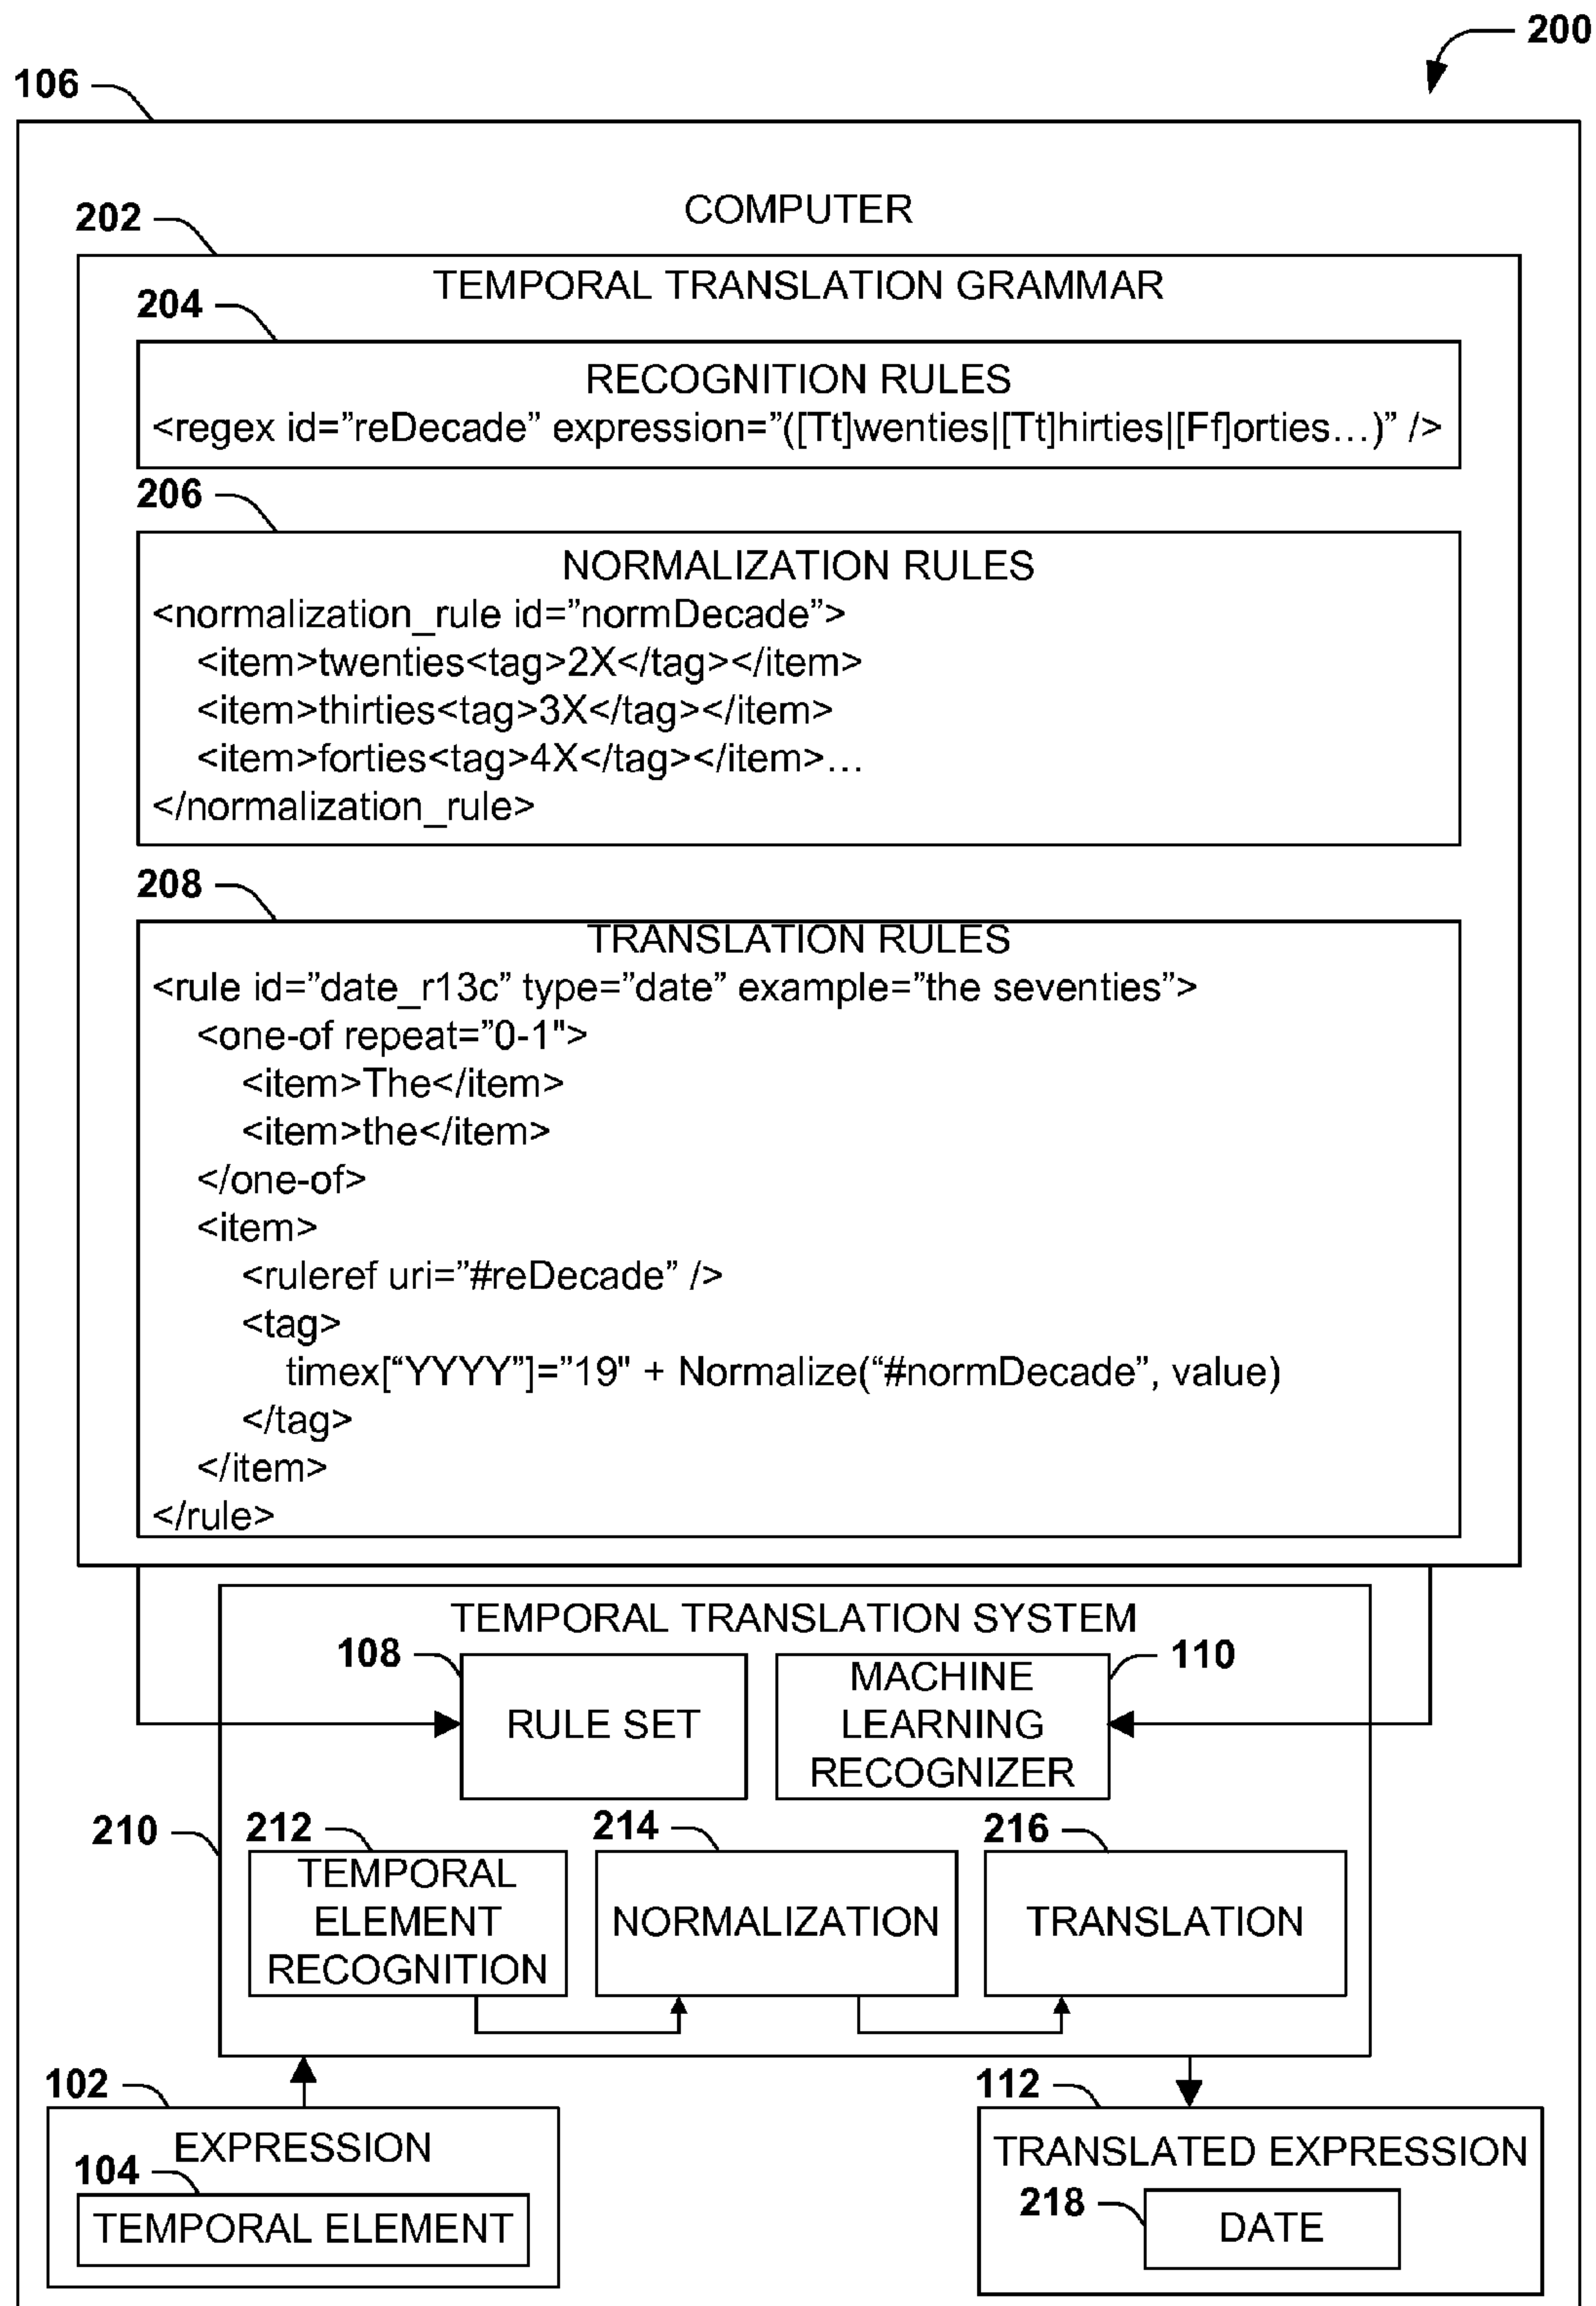 200
106
COMPUTER
202
TEMPORAL TRANSLATION GRAMMAR
204
RECOGNITION RULES
<regex id=”reDecade” expression=”([Tt]wenties|[Tt]hirties|[Ff]orties…)” />
206
NORMALIZATION RULES
<normalization_rule id=”normDecade”>
<item>twenties<tag>2X</tag></item>
<item>thirties<tag>3X</tag></item>
<item>forties<tag>4X</tag></item>…
</normalization_rule>
208
TRANSLATION RULES
<rule id=”date_r13c” type=”date” example=”the seventies”>
<one-of repeat=”0-1">
<item>The</item>
<item>the</item>
</one-of>
<item>
<ruleref uri=”#reDecade” />
<tag>
timex[“YYYY”]=”19" + Normalize(“#normDecade”, value)
</tag>
</item>
</rule>
TEMPORAL TRANSLATION SYSTEM
108
110
RULE SET
MACHINE
LEARNING
RECOGNIZER
210
212
214
216
TEMPORAL
ELEMENT
RECOGNITION
NORMALIZATION
TRANSLATION
102
112
EXPRESSION
104
TEMPORAL ELEMENT
TRANSLATED EXPRESSION
218
DATE